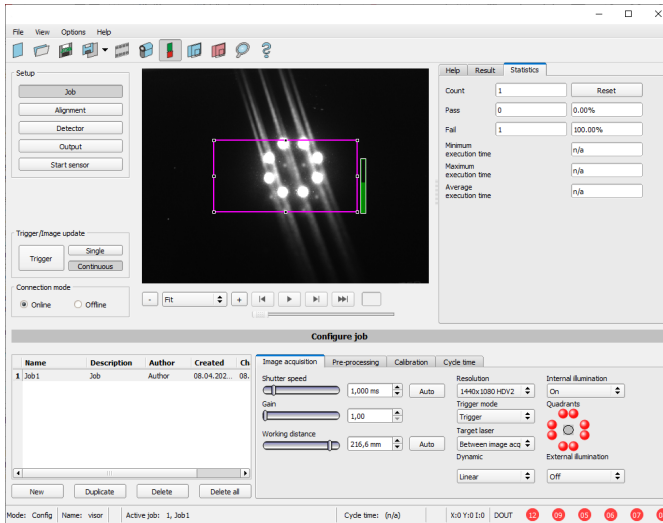 File View Options Help
Setup
Job
Alignment
Detector
Output
Start sensor
Trigger/Image update
Trigger
Single
Continuous
Connection mode
Online Offline
- Fit +
Help Result Statistics
Count 1 Reset
Pass 0 0.00%
Fail 1 100.00%
Minimum
execution time n/a
Maximum
execution time n/a
Average
execution time n/a
Configure job
Name Description Author Created Ch
1 Job1 Job Author 08.04.202... 08.
New Duplicate Delete Delete all
Image acquisition Pre-processing Calibration Cycle time
Shutter speed
1,000 ms Auto
Gain
1,00
Working distance
216,6 mm Auto
Resolution
1440x1080 HDV2
Trigger mode
Trigger
Target laser
Between image acq
Dynamic
Linear
Internal illumination
On
Quadrants
External illumination
Off
Mode: Config Name: visor Active job: 1, Job1 Cycle time: (n/a) X:0 Y:0 I:0 DOUT 12 09 05 06 07